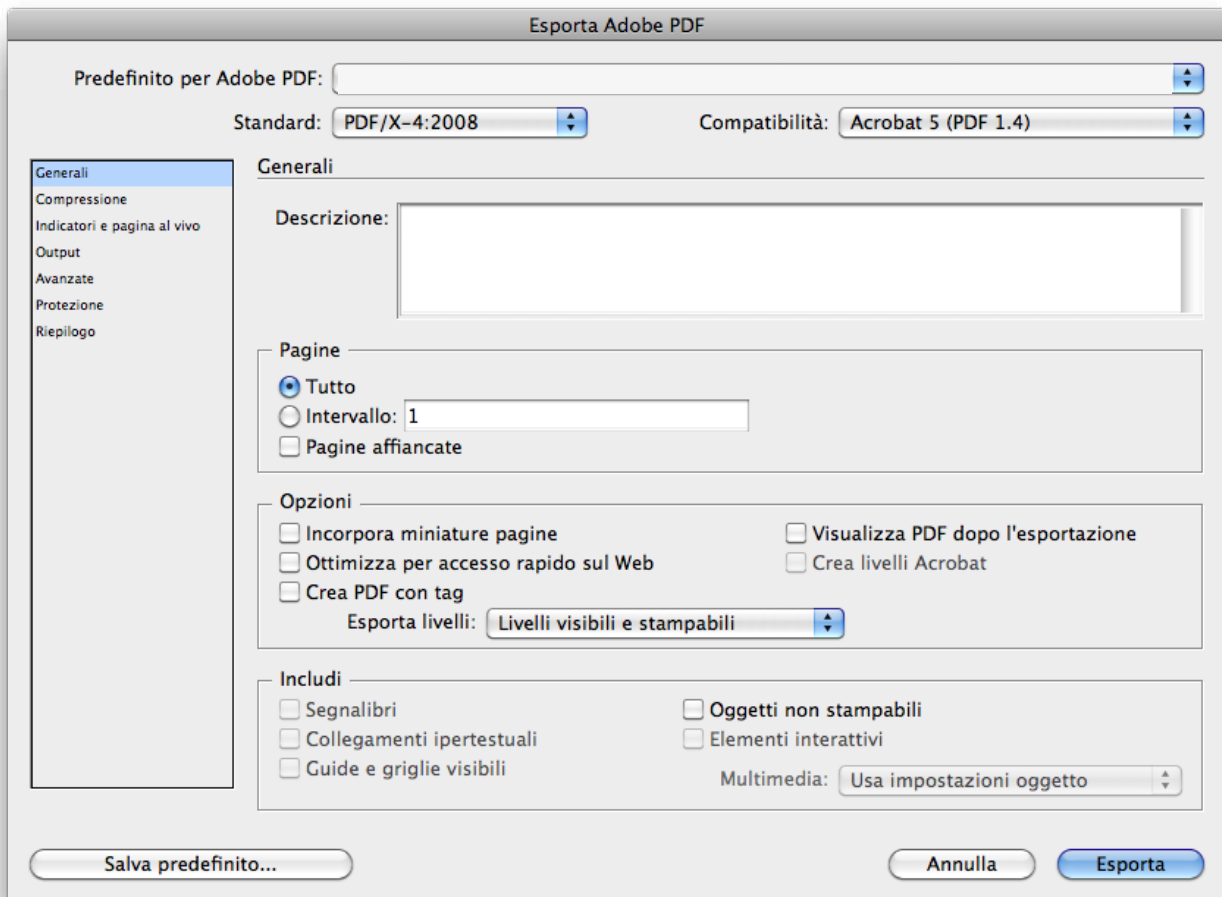 Esporta Adobe PDF
Predefinito per Adobe PDF:
Standard: PDF/X-4:2008 Compatibilità: Acrobat 5 (PDF 1.4)
Generali
Compressione
Indicatori e pagina al vivo
Output
Avanzate
Protezione
Riepilogo
Generali
Descrizione:
Pagine
Tutto
Intervallo: 1
Pagine affiancate
Opzioni
Incorpora miniature pagine
Visualizza PDF dopo l'esportazione
Ottimizza per accesso rapido sul Web
Crea livelli Acrobat
Crea PDF con tag
Esporta livelli: Livelli visibili e stampabili
Includi
Segnalibri
Oggetti non stampabili
Collegamenti ipertestuali
Elementi interattivi
Guide e griglie visibili
Multimedia: Usa impostazioni oggetto
Salva predefinito...
Annulla
Esporta